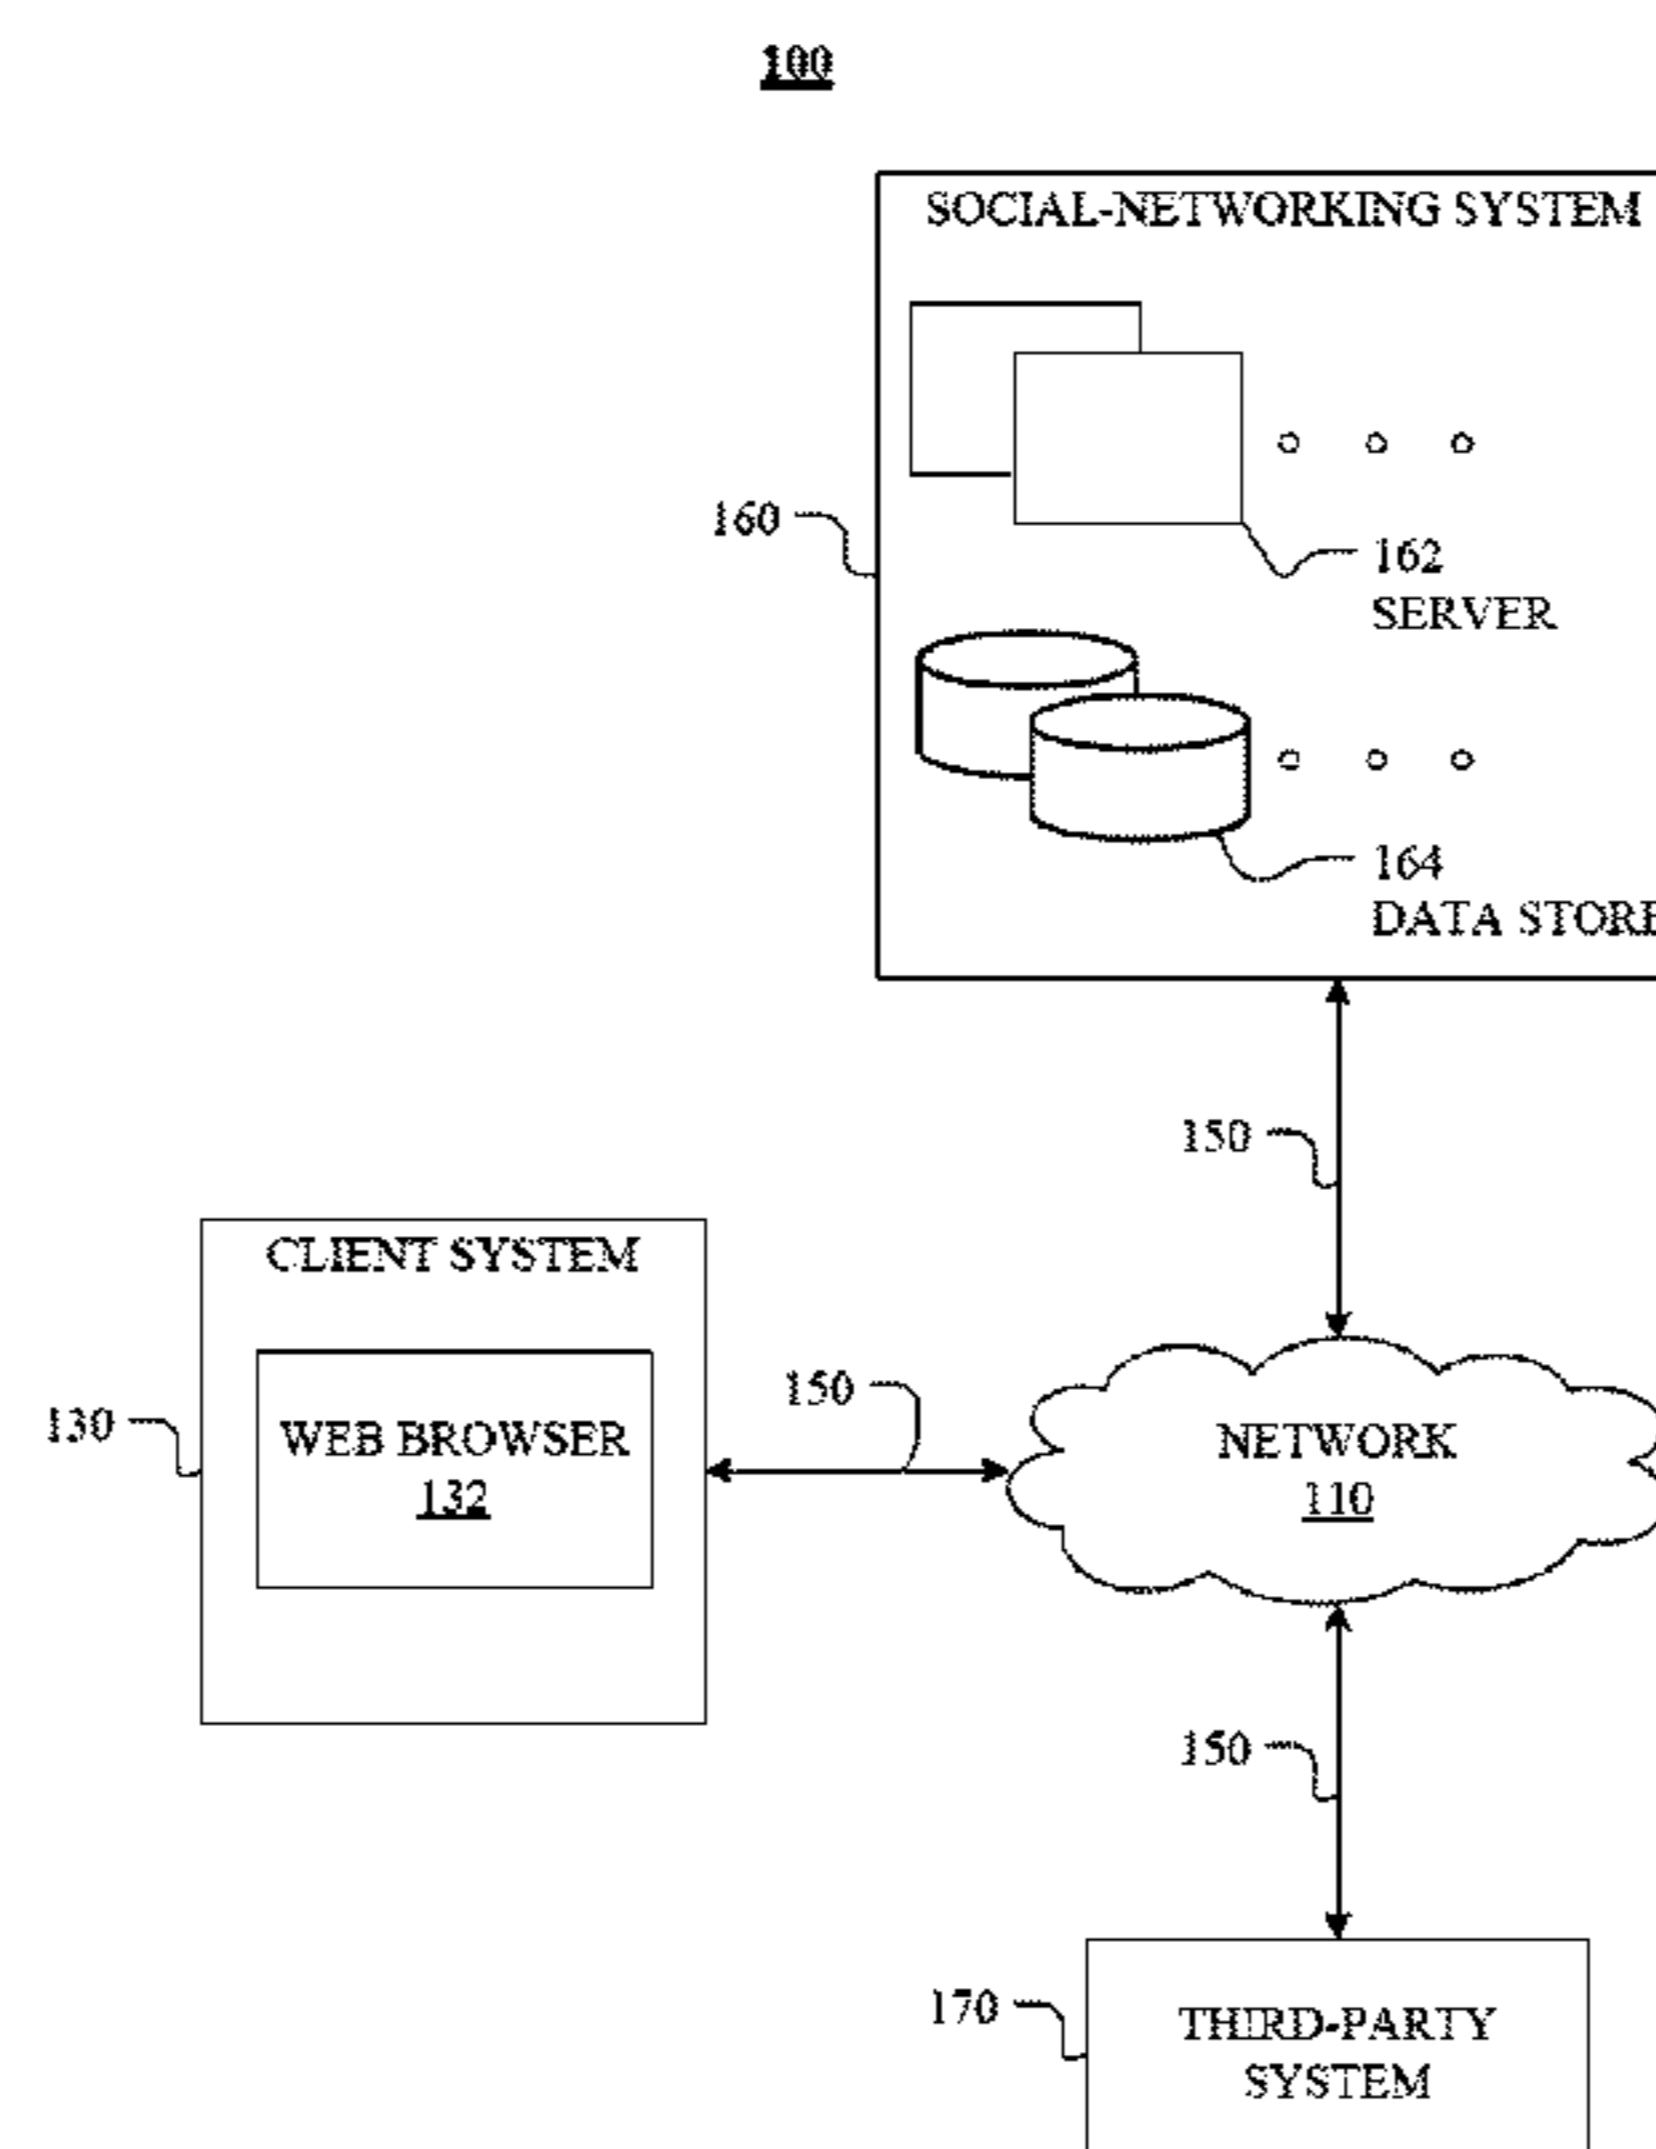 100
SOCIAL-NETWORKING SYSTEM
160
162
SERVER
164
DATA STORE
150
CLIENT SYSTEM
150
130
WEB BROWSER
132
NETWORK
110
150
170
THIRD-PARTY
SYSTEM